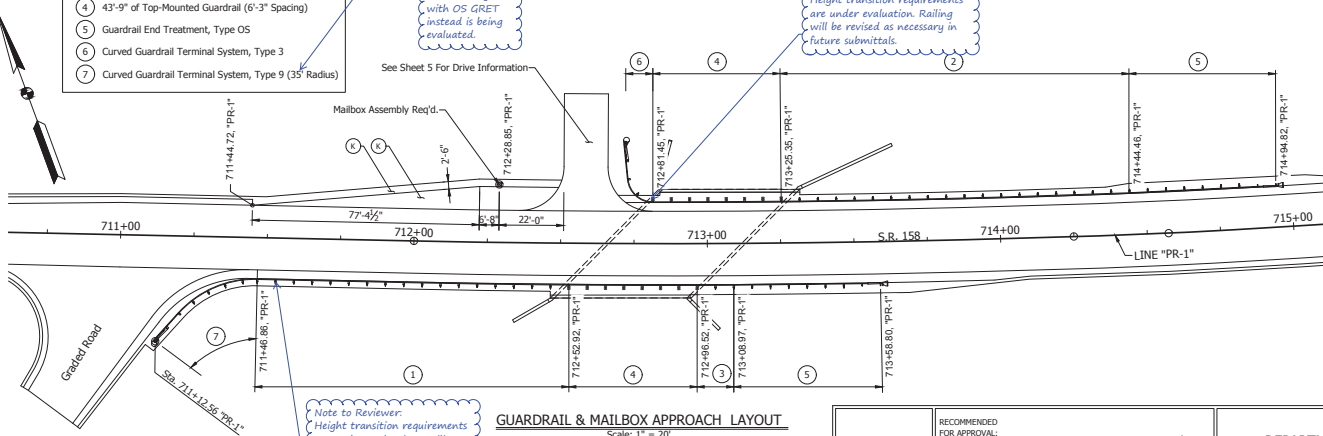 4 43'-9" of Top-Mounted Guardrail (6'-3" Spacing)
5 Guardrail End Treatment, Type OS
6 Curved Guardrail Terminal System, Type 3
7 Curved Guardrail Terminal System, Type 9 (35' Radius)
with OS GRET
instead is being
evaluated.
Height transition requirements
are under evaluation. Railing
will be revised as necessary in
future submittals.
See Sheet 5 For Drive Information
Mailbox Assembly Req'd.
6
4
2
5
711+44.72, "PR-1"
K
K
2'-6"
712+28.85, "PR-1"
712+81.45, "PR-1"
713+25.35, "PR-1"
714+44.46, "PR-1"
714+94.82, "PR-1"
77'-4½"
6'-8"
22'-0"
711+00
712+00
713+00
S.R. 158
714+00
715+00
LINE "PR-1"
Graded Road
7
Sta. 711+12.56 "PR-1"
711+46.86, "PR-1"
712+52.92, "PR-1"
712+96.52, "PR-1"
713+08.97, "PR-1"
713+58.80, "PR-1"
1
4
3
5
Note to Reviewer:
Height transition requirements
GUARDRAIL & MAILBOX APPROACH LAYOUT
Scale: 1" = 20'
RECOMMENDED
FOR APPROVAL: